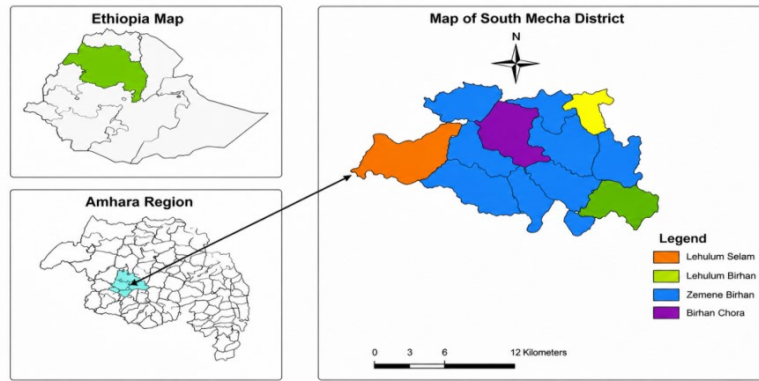 Ethiopia Map
Amhara Region
Map of South Mecha District
N
Legend
Lehulum Selam
Lehulum Birhan
Zemene Birhan
Birhan Chora
0 3 6 12 Kilometers